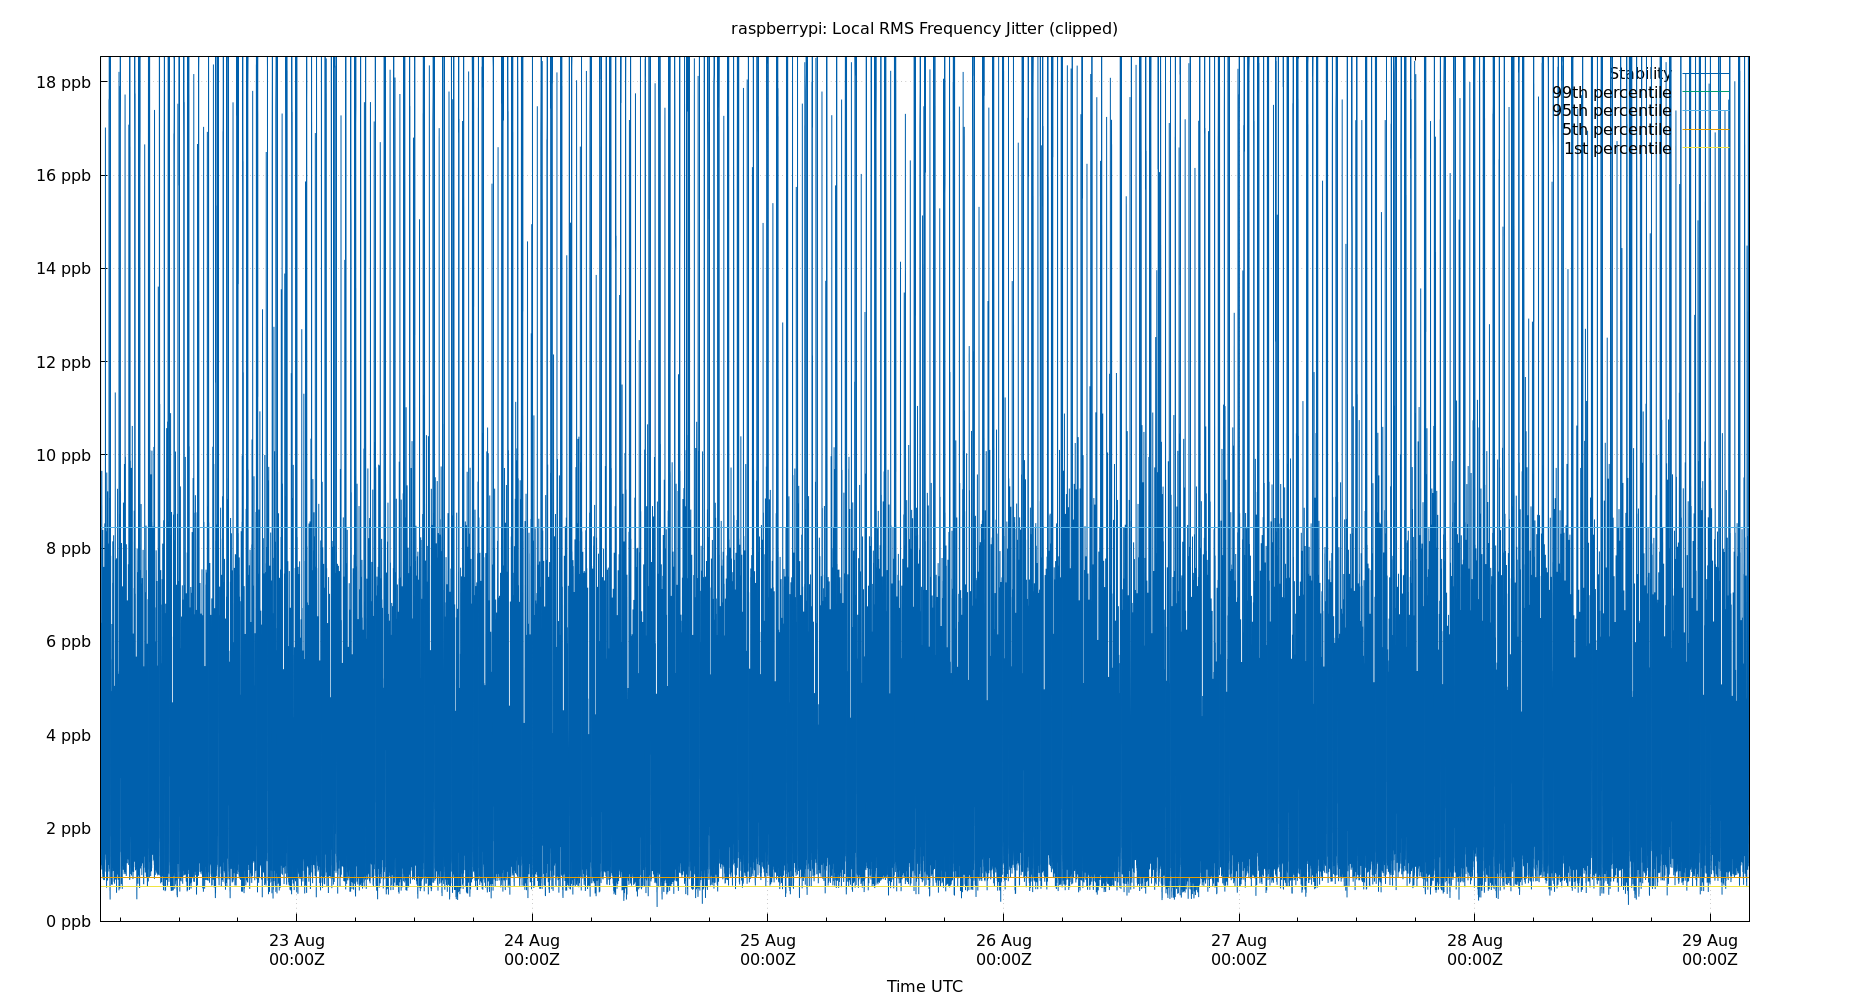 raspberrypi: Local RMS Frequency Jitter (clipped)
18 ppb
16 ppb
14 ppb
12 ppb
10 ppb
8 ppb
6 ppb
4 ppb
2 ppb
0 ppb
Stability
99th percentile
95th percentile
5th percentile
1st percentile
23 Aug
00:00Z
24 Aug
00:00Z
25 Aug
00:00Z
26 Aug
00:00Z
27 Aug
00:00Z
28 Aug
00:00Z
29 Aug
00:00Z
Time UTC